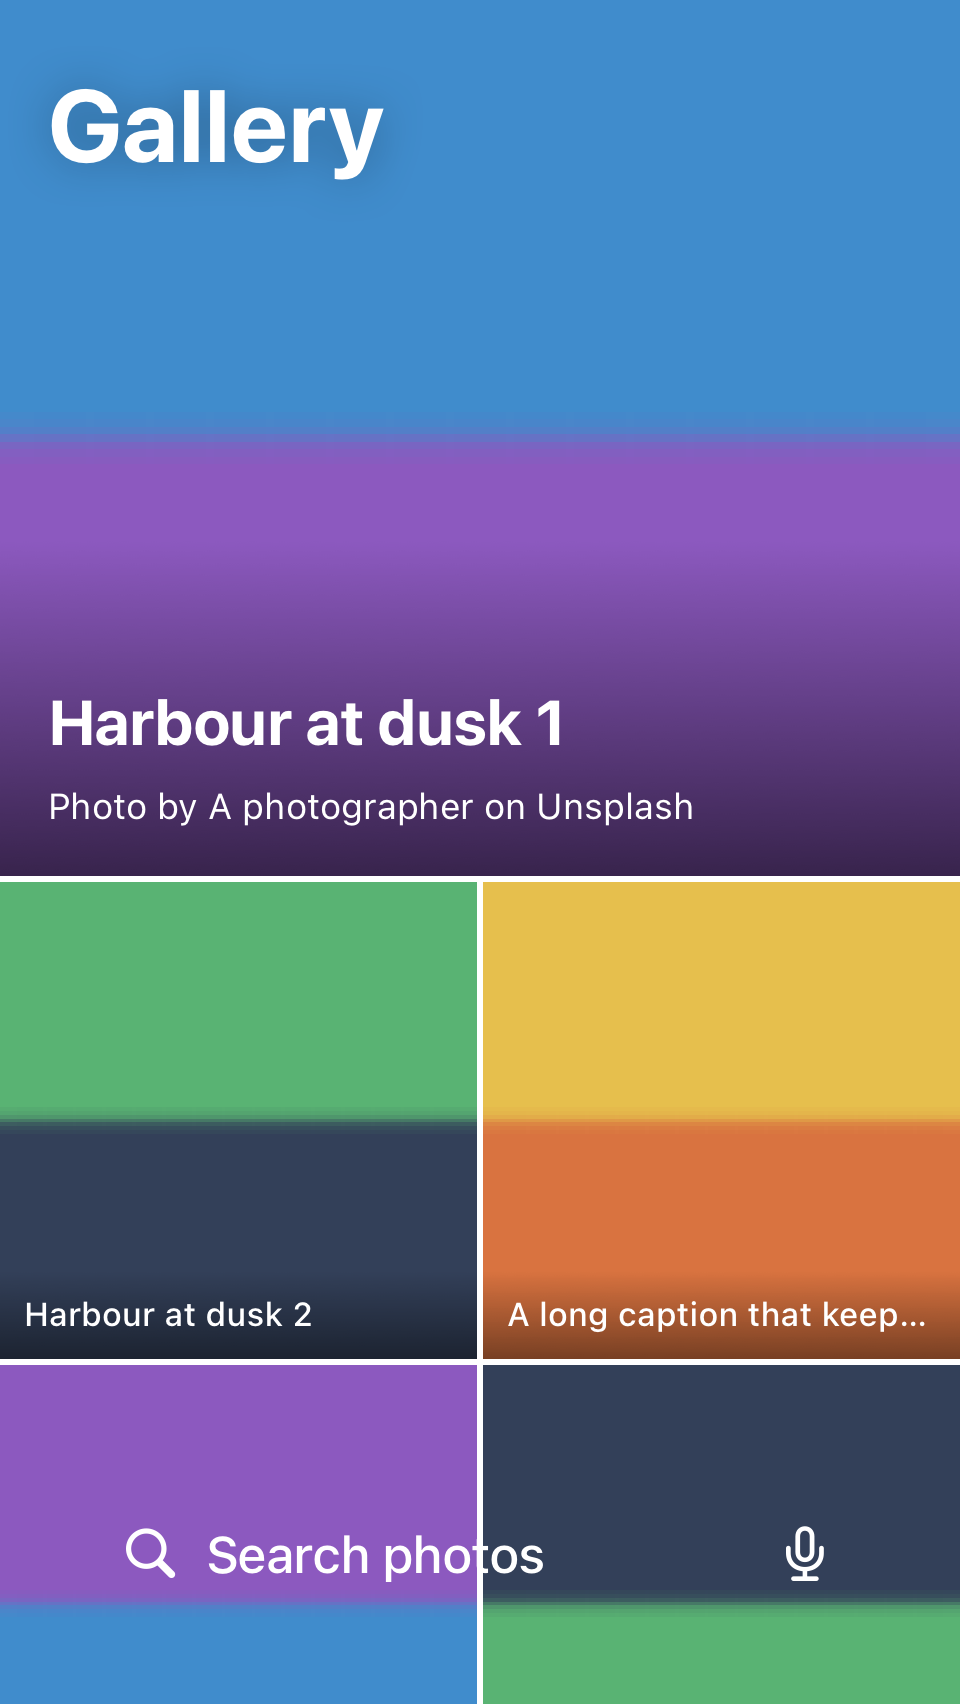 Gallery
Harbour at dusk 1
Photo by A photographer on Unsplash
Harbour at dusk 2
A long caption that keep…
Search photos